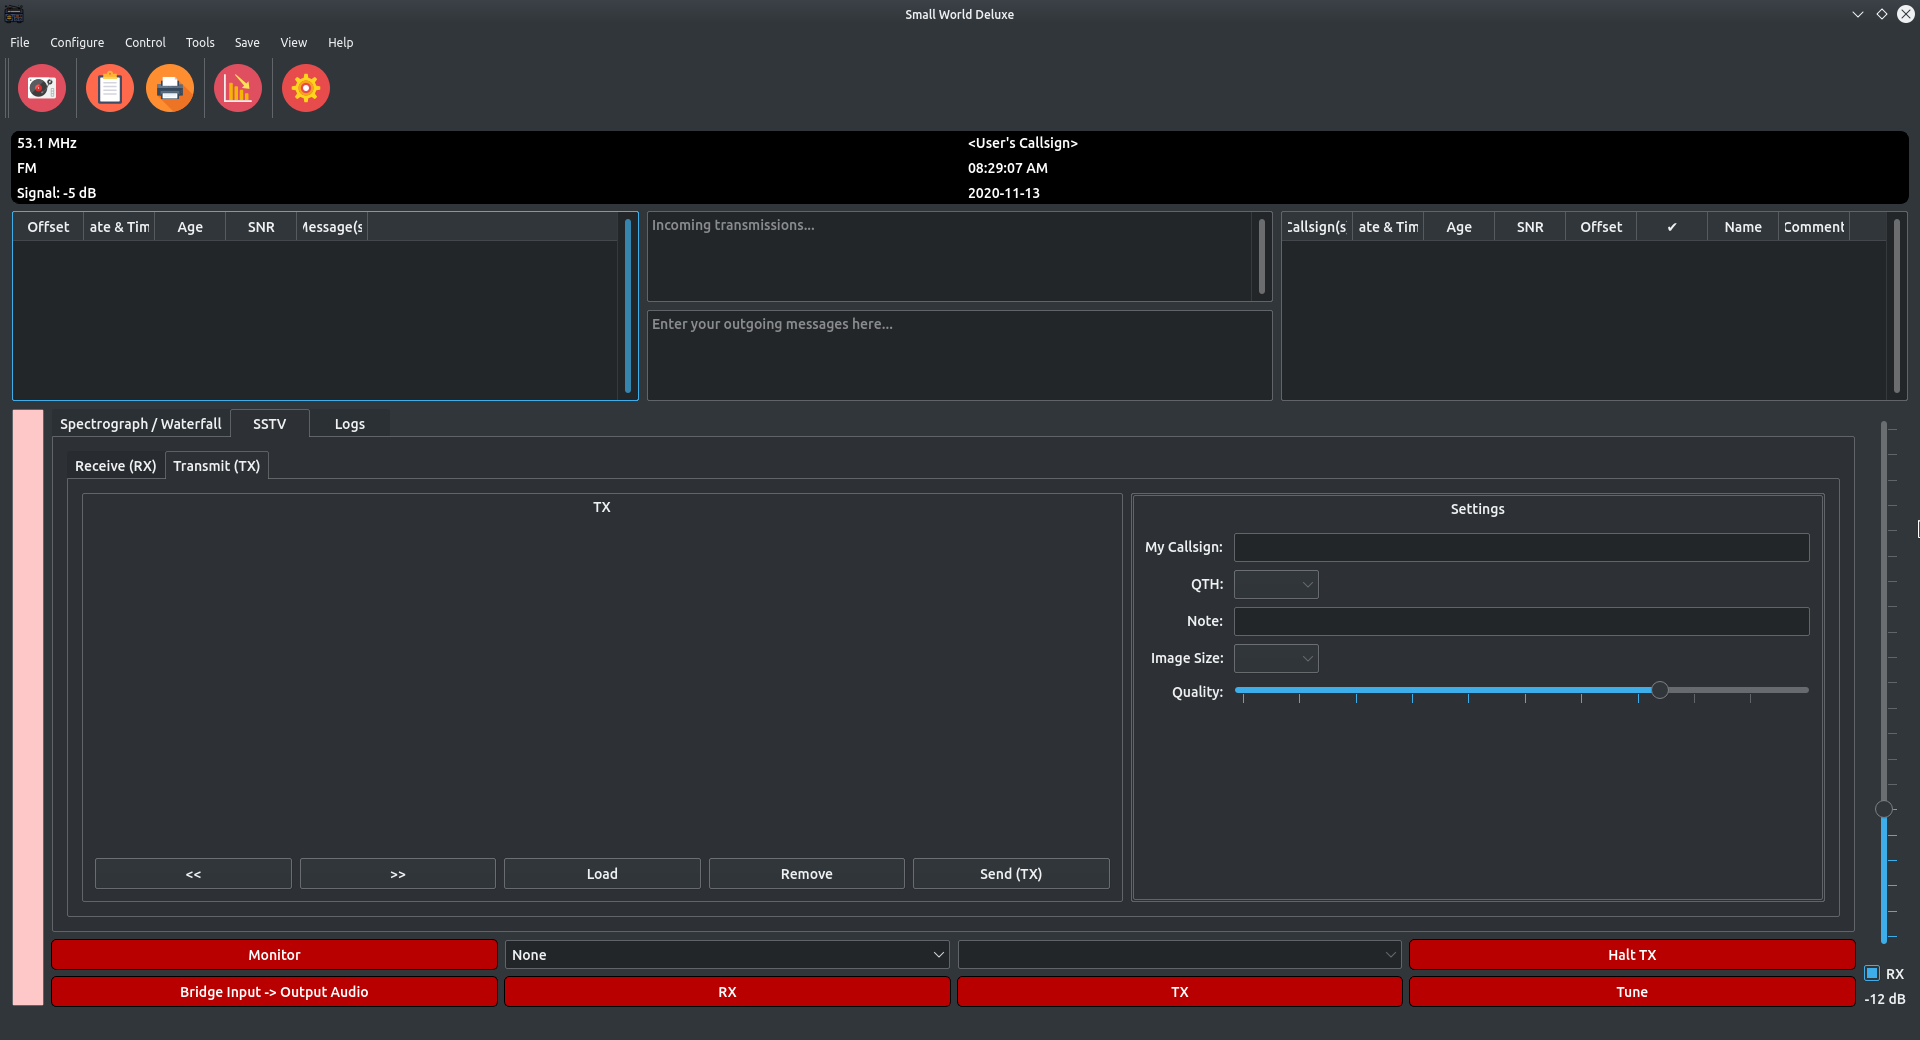 Small World Deluxe
File Configure Control Tools Save View Help
53.1 MHz
FM
Signal: -5 dB
<User's Callsign>
08:29:07 AM
2020-11-13
Offset ate & Tim Age SNR Message(s
Incoming transmissions...
Enter your outgoing messages here...
Callsign(s ate & Tim Age SNR Offset ✔ Name Comment
Spectrograph / Waterfall SSTV Logs
Receive (RX) Transmit (TX)
TX
<< >> Load Remove Send (TX)
Settings
My Callsign:
QTH:
Note:
Image Size:
Quality:
Monitor None Halt TX
Bridge Input -> Output Audio RX TX Tune
RX
-12 dB